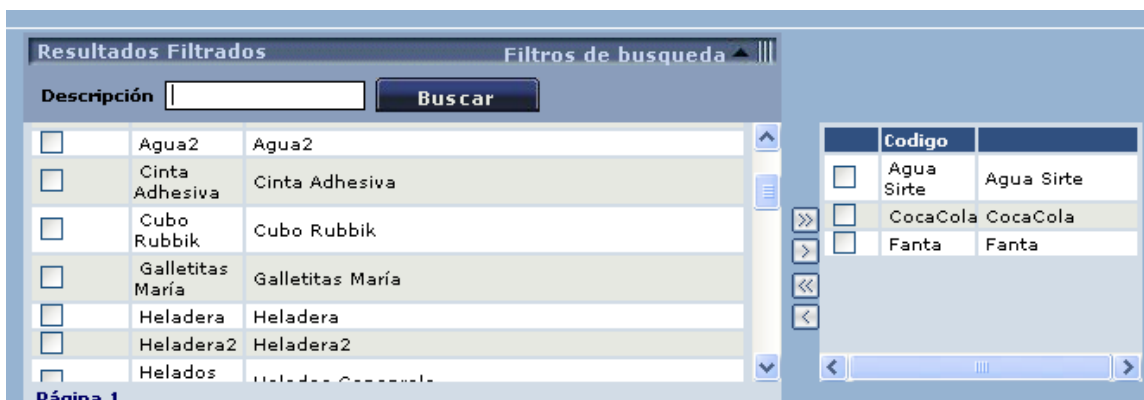 Resultados Filtrados Filtros de busqueda
Descripción Buscar
Agua2 Agua2
Cinta
Adhesiva
Cinta Adhesiva
Cubo
Rubbik
Cubo Rubbik
Galletitas
María
Galletitas María
Heladera Heladera
Heladera2 Heladera2
Helados
Helados
Página 1
Codigo
Agua
Sirte
Agua Sirte
CocaCola CocaCola
Fanta Fanta